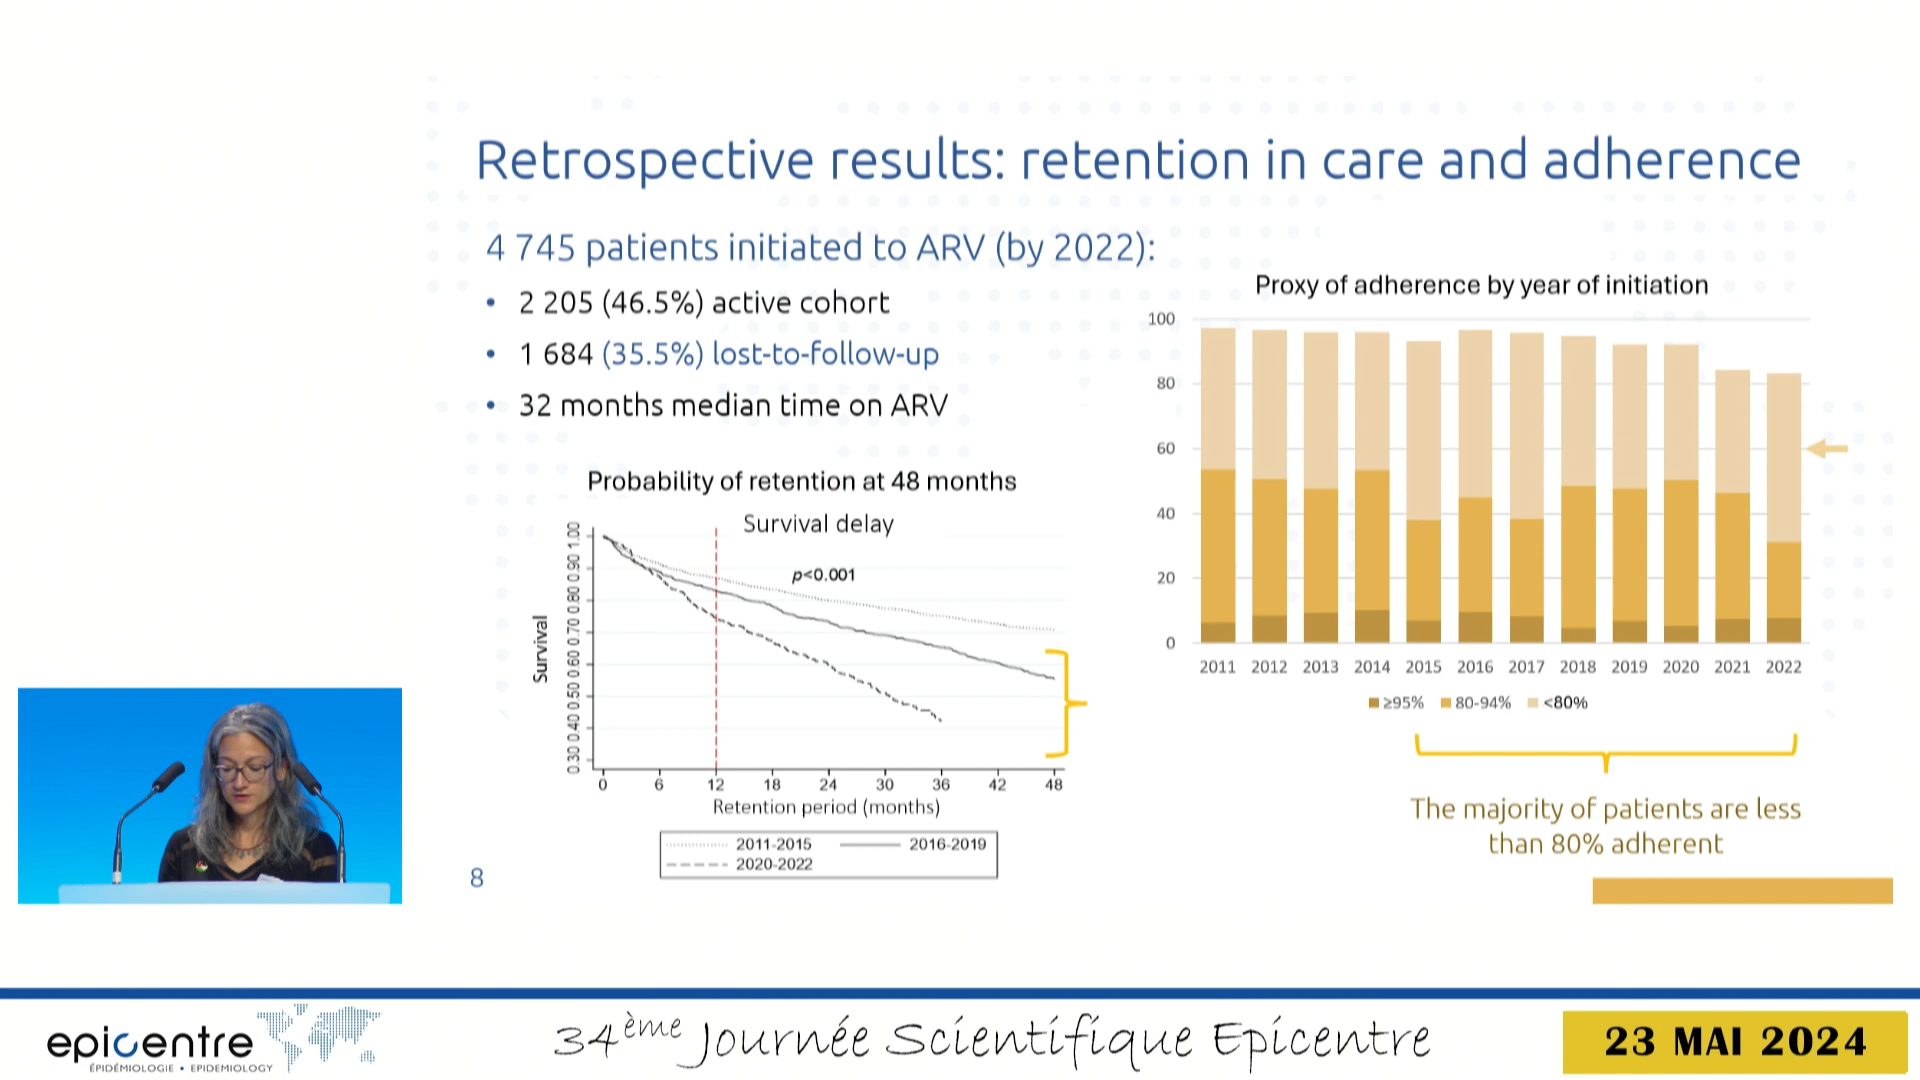 Retrospective results: retention in care and adherence
4 745 patients initiated to ARV (by 2022):
• 2 205 (46.5%) active cohort
• 1 684 (35.5%) lost-to-follow-up
• 32 months median time on ARV
Probability of retention at 48 months
Survival delay
p<0.001
Survival
0.30 0.40 0.50 0.60 0.70 0.80 0.90 1.00
0 6 12 18 24 30 36 42 48
Retention period (months)
2011-2015 2016-2019
2020-2022
Proxy of adherence by year of initiation
100
80
60
40
20
0
2011 2012 2013 2014 2015 2016 2017 2018 2019 2020 2021 2022
≥95% 80-94% <80%
The majority of patients are less
than 80% adherent
8
epicentre
ÉPIDÉMIOLOGIE • EPIDEMIOLOGY
34ème Journée Scientifique Epicentre
23 MAI 2024